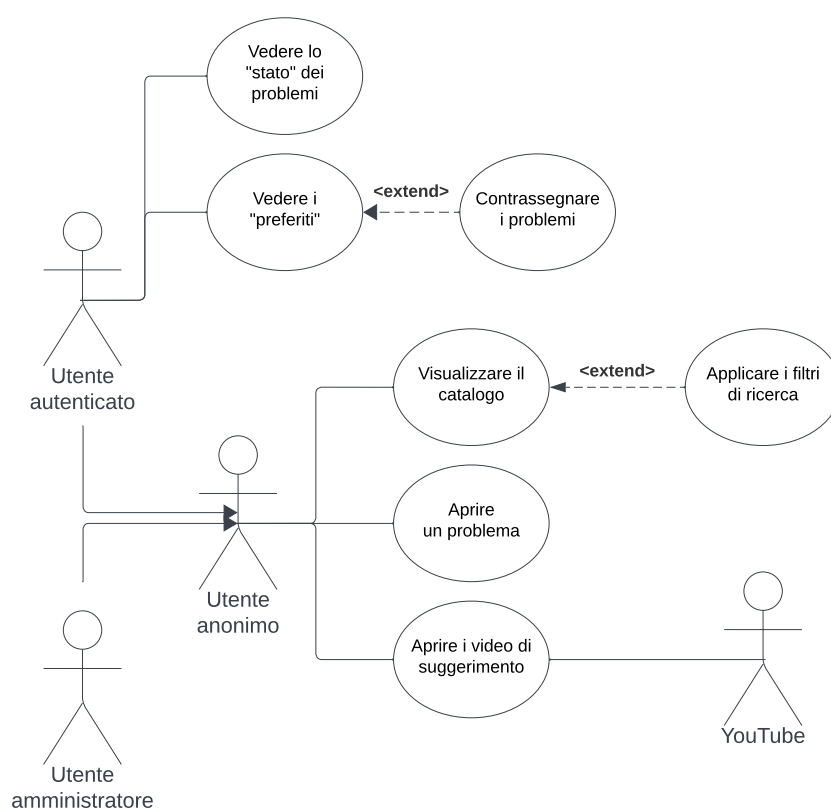 Vedere lo
"stato" dei
problemi
Vedere i
"preferiti"
<extend>
Contrassegnare
i problemi
Utente
autenticato
Visualizzare il
catalogo
<extend>
Applicare i filtri
di ricerca
Aprire
un problema
Utente
anonimo
Aprire i video di
suggerimento
YouTube
Utente
amministratore